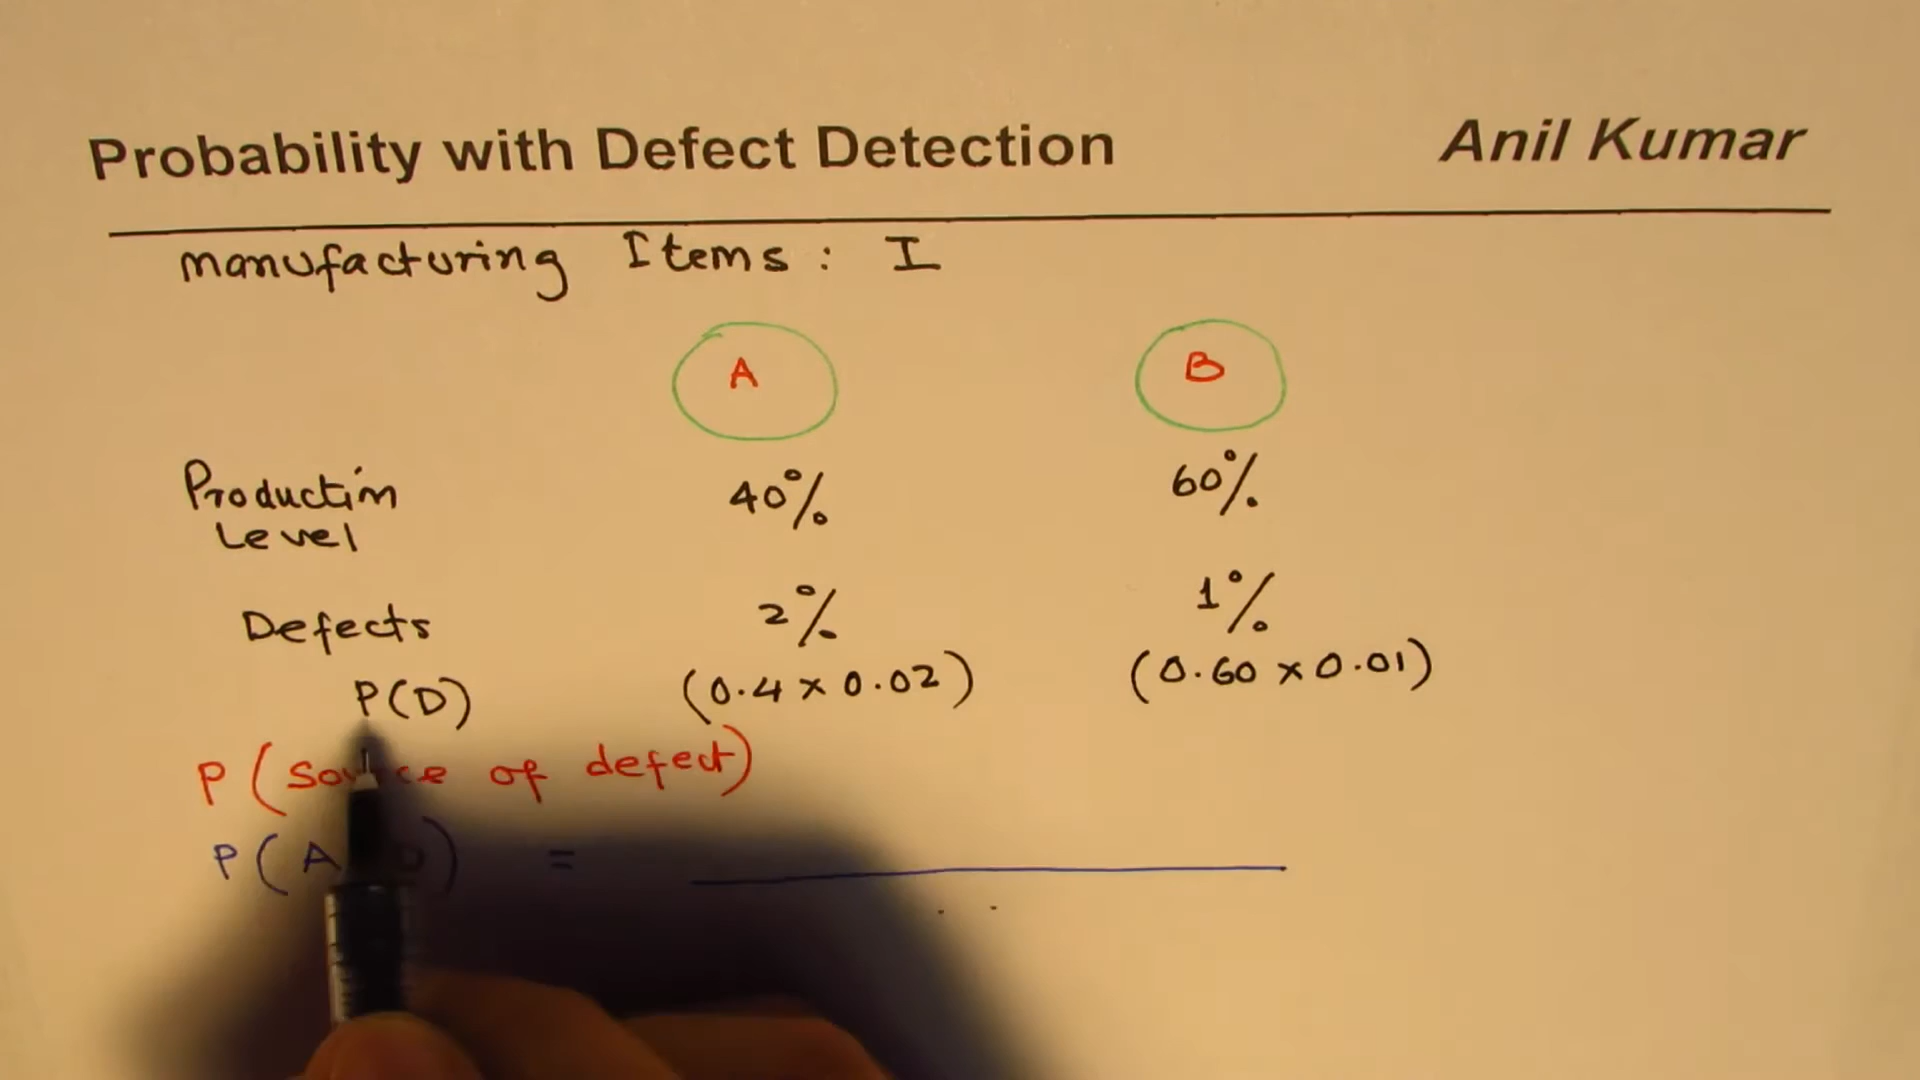 Probability with Defect Detection Anil Kumar
manufacturing Items : I
A B
Production 40% 60%
Level
Defects 2% 1%
P(D) (0.4 x 0.02) (0.60 x 0.01)
P (source of defect)
P ( A ) =